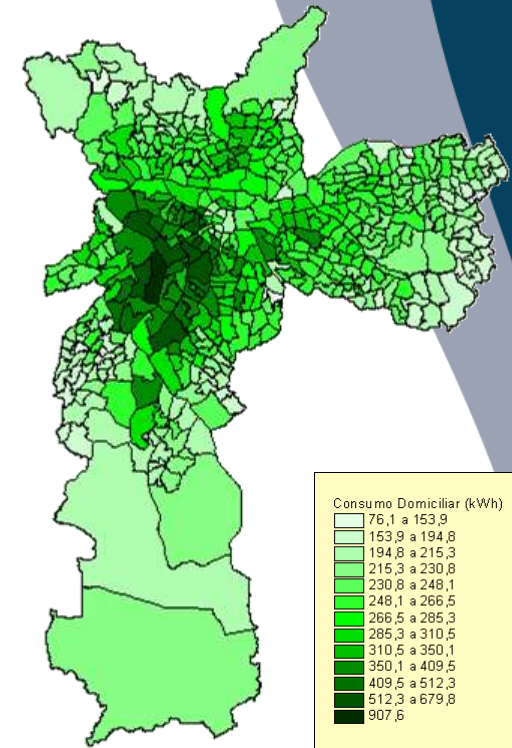 Consumo Domiciliar (kWh)
76,1 a 153,9
153,9 a 194,8
194,8 a 215,3
215,3 a 230,8
230,8 a 248,1
248,1 a 266,5
266,5 a 285,3
285,3 a 310,5
310,5 a 350,1
350,1 a 409,5
409,5 a 512,3
512,3 a 679,8
907,6